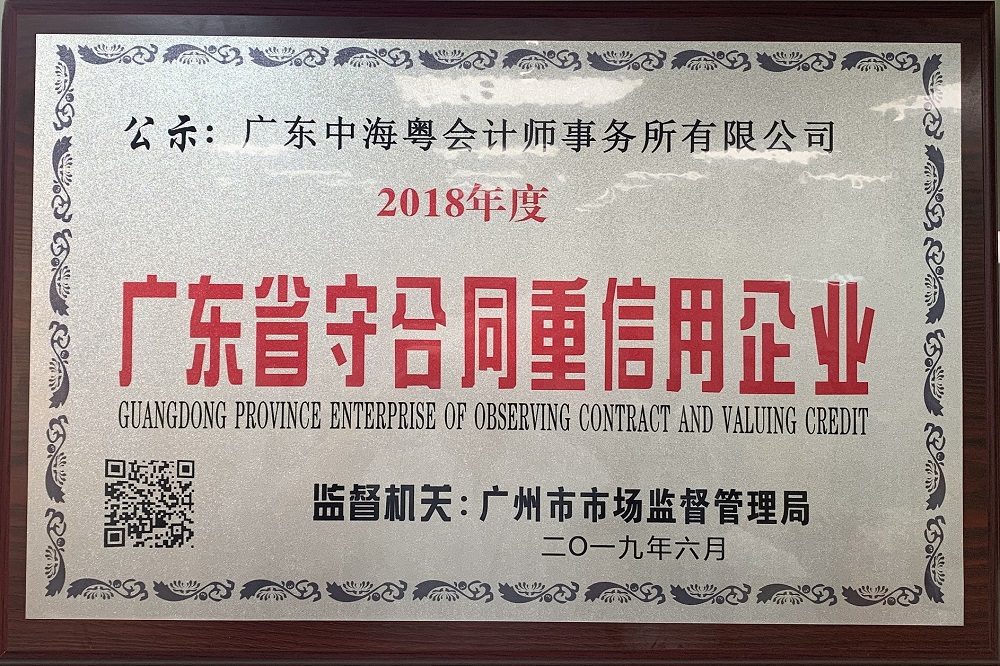 公示：广东中海粤会计师事务所有限公司
2018年度
广东省守合同重信用企业
GUANGDONG PROVINCE ENTERPRISE OF OBSERVING CONTRACT AND VALUING CREDIT
监督机关：广州市市场监督管理局
二〇一九年六月